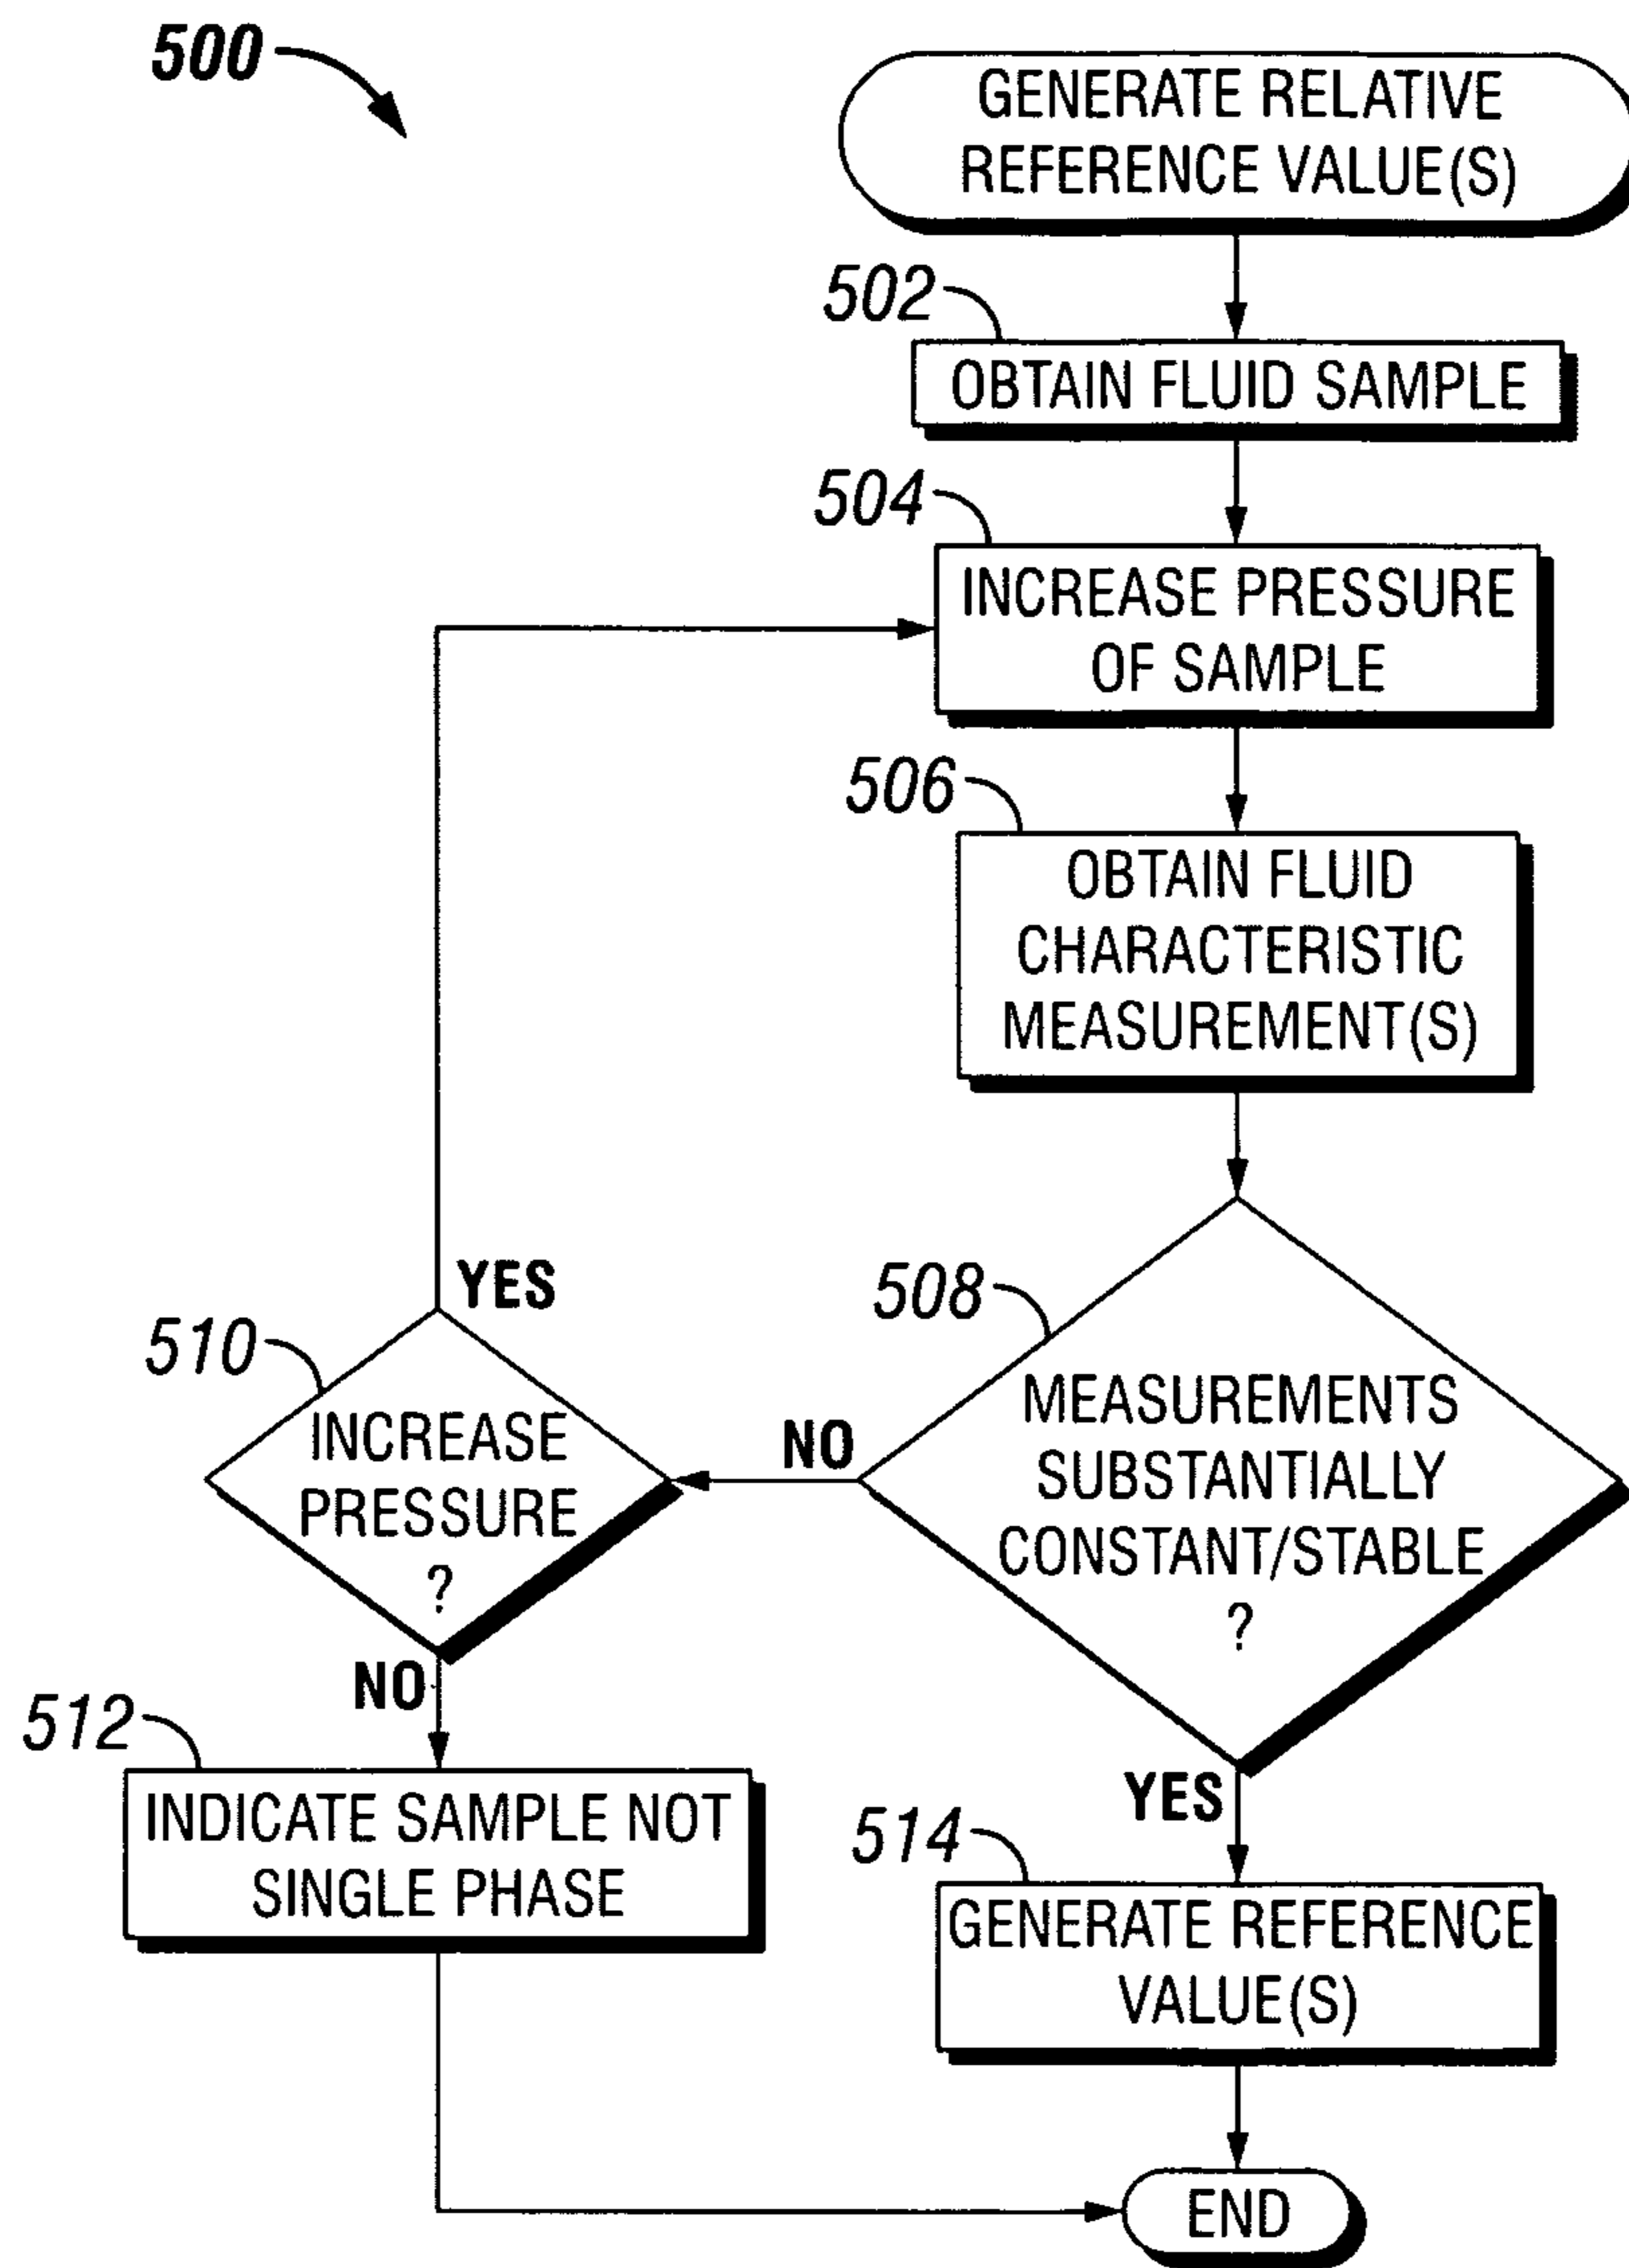 500
GENERATE RELATIVE
REFERENCE VALUE(S)
502
OBTAIN FLUID SAMPLE
504
INCREASE PRESSURE
OF SAMPLE
506
OBTAIN FLUID
CHARACTERISTIC
MEASUREMENT(S)
508
MEASUREMENTS
SUBSTANTIALLY
CONSTANT/STABLE
?
NO
YES
510
INCREASE
PRESSURE
?
YES
NO
512
INDICATE SAMPLE NOT
SINGLE PHASE
514
GENERATE REFERENCE
VALUE(S)
END